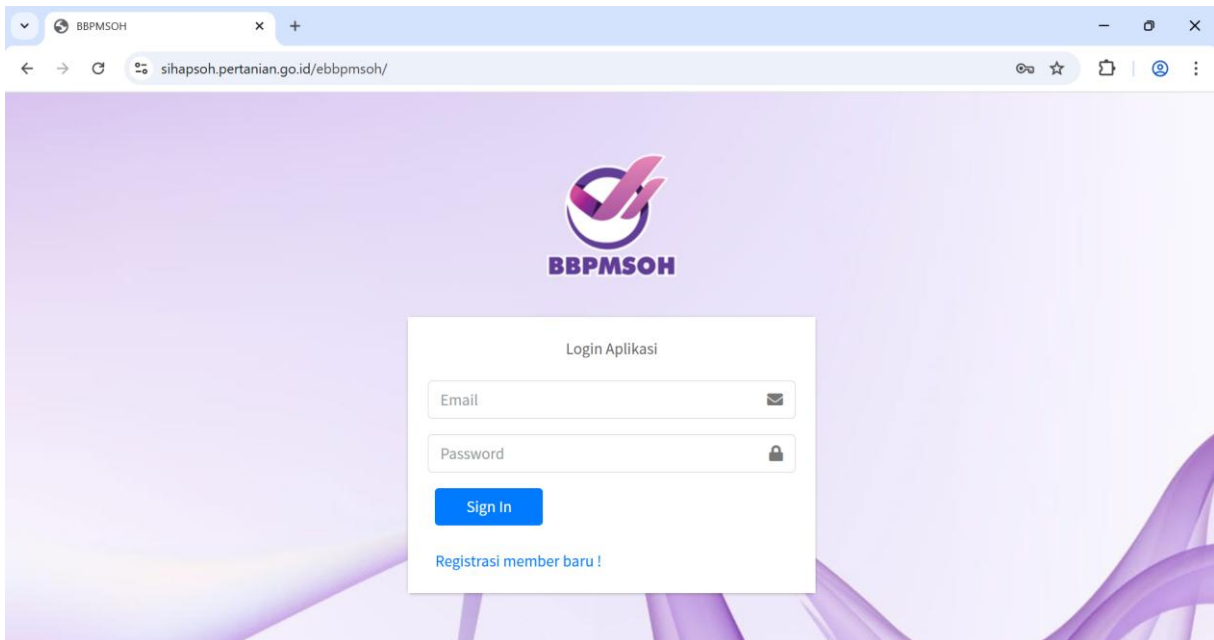 BBPMSOH
sihapsoh.pertanian.go.id/ebbpmsoh/
BBPMSOH
Login Aplikasi
Email
Password
Sign In
Registrasi member baru !